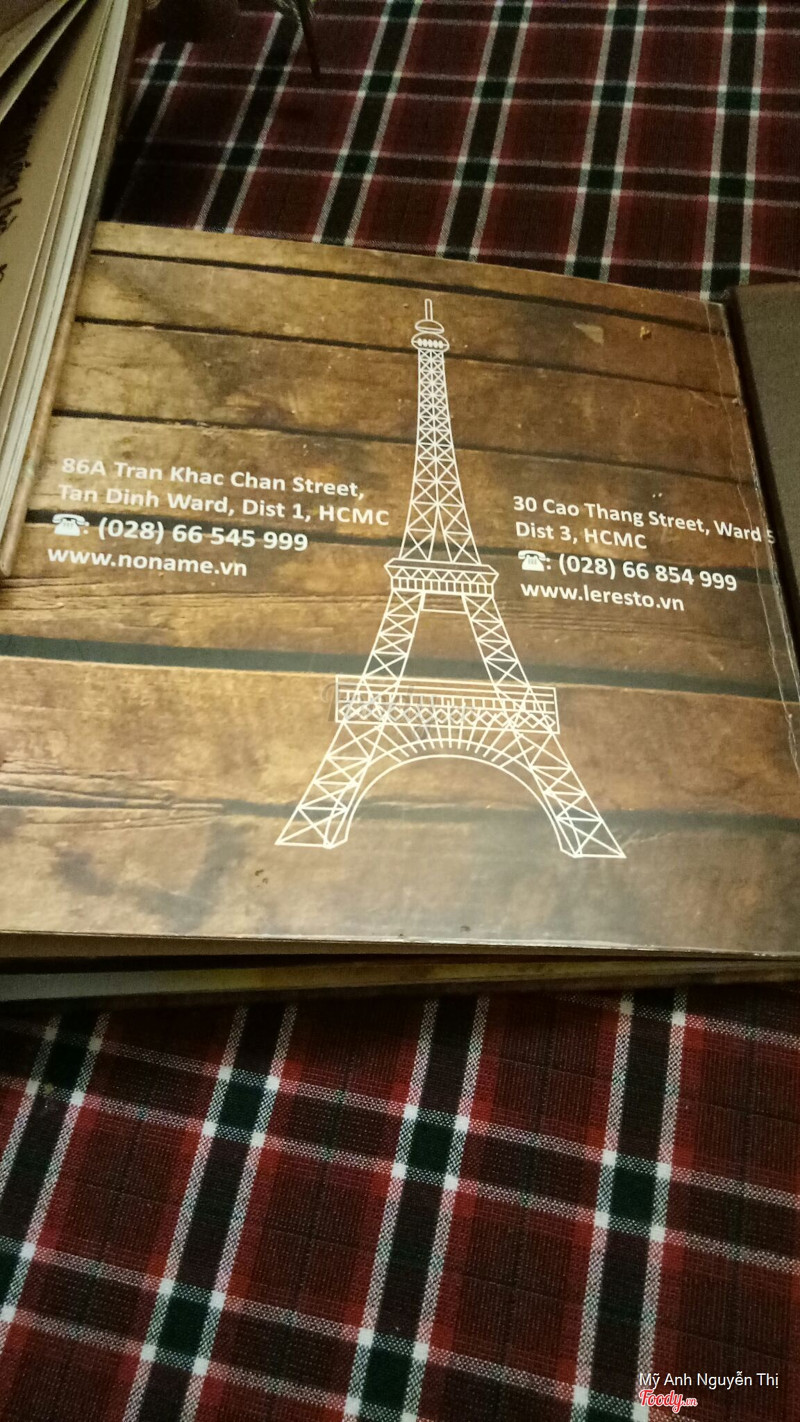 86A Tran Khac Chan Street,
Tan Dinh Ward, Dist 1, HCMC
☎: (028) 66 545 999
www.noname.vn
30 Cao Thang Street, Ward 5
Dist 3, HCMC
☎: (028) 66 854 999
www.leresto.vn
Mỹ Anh Nguyễn Thị
Foody.vn